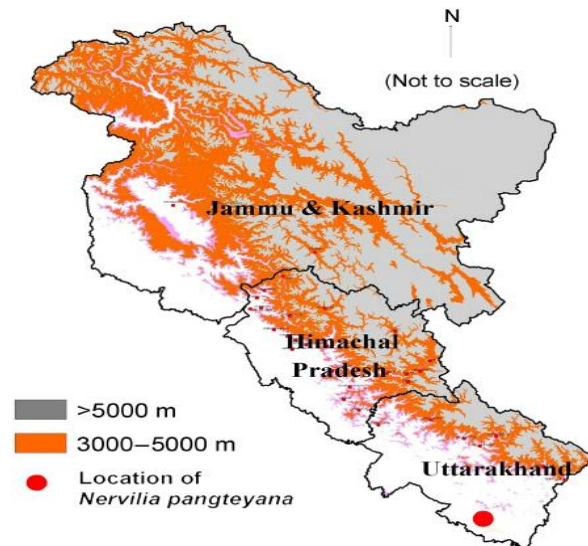 N
(Not to scale)
Jammu & Kashmir
Himachal
Pradesh
Uttarakhand
>5000 m
3000–5000 m
Location of
Nervilia pangteyana